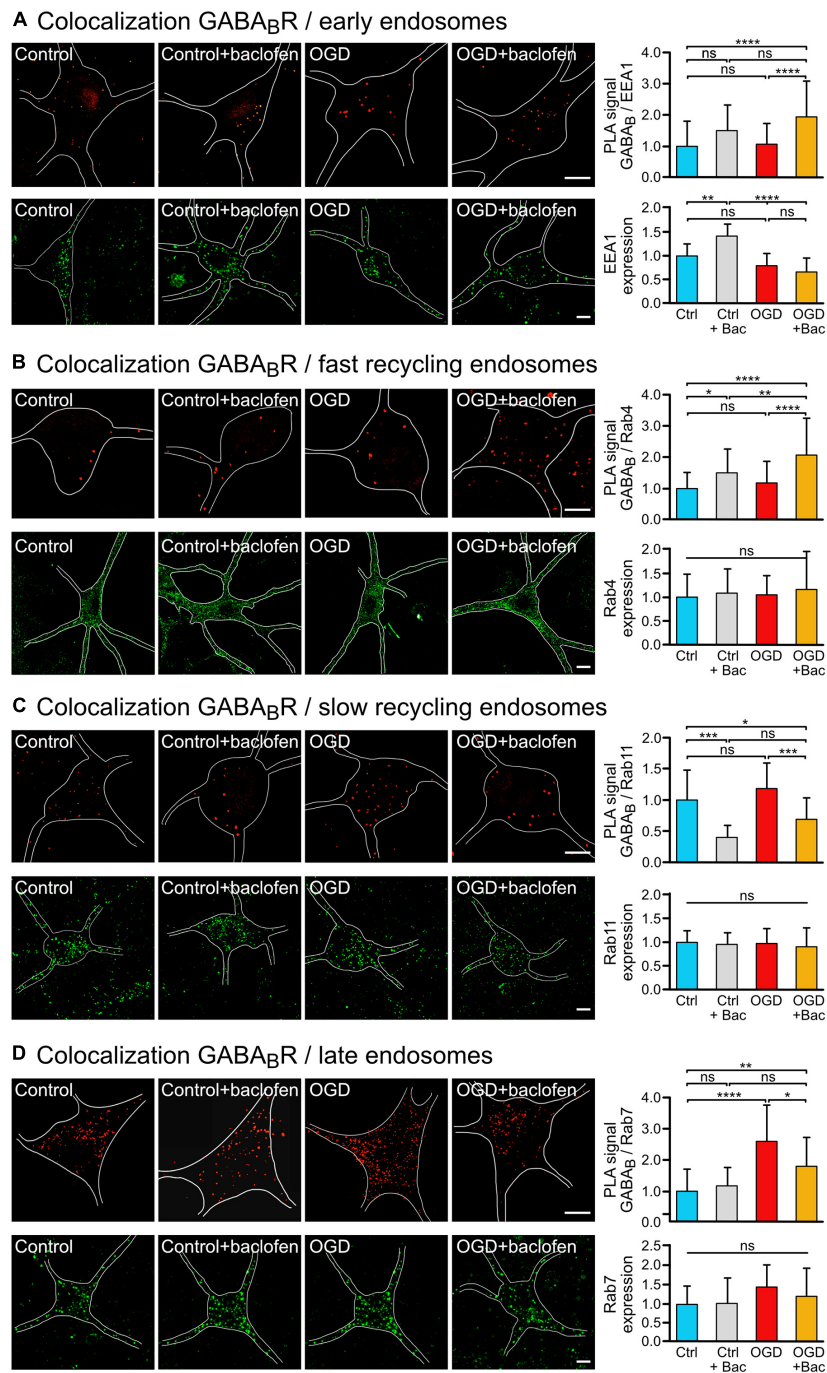 A Colocalization GABABR / early endosomes
Control Control+baclofen OGD OGD+baclofen
PLA signal
GABAB / EEA1
4.0
3.0
2.0
1.0
0.0
****
ns ns
ns ****
Control Control+baclofen OGD OGD+baclofen
EEA1
expression
2.0
1.5
1.0
0.5
0.0
** ****
ns ns
Ctrl Ctrl + Bac OGD OGD +Bac
B Colocalization GABABR / fast recycling endosomes
Control Control+baclofen OGD OGD+baclofen
PLA signal
GABAB / Rab4
4.0
3.0
2.0
1.0
0.0
****
* **
ns ****
Control Control+baclofen OGD OGD+baclofen
Rab4
expression
2.0
1.5
1.0
0.5
0.0
ns
Ctrl Ctrl + Bac OGD OGD +Bac
C Colocalization GABABR / slow recycling endosomes
Control Control+baclofen OGD OGD+baclofen
PLA signal
GABAB / Rab11
2.0
1.5
1.0
0.5
0.0
*
*** ns
ns ***
Control Control+baclofen OGD OGD+baclofen
Rab11
expression
2.0
1.5
1.0
0.5
0.0
ns
Ctrl Ctrl + Bac OGD OGD +Bac
D Colocalization GABABR / late endosomes
Control Control+baclofen OGD OGD+baclofen
PLA signal
GABAB / Rab7
4.0
3.0
2.0
1.0
0.0
**
ns ns
**** *
Control Control+baclofen OGD OGD+baclofen
Rab7
expression
2.5
2.0
1.5
1.0
0.5
0.0
ns
Ctrl Ctrl + Bac OGD OGD +Bac